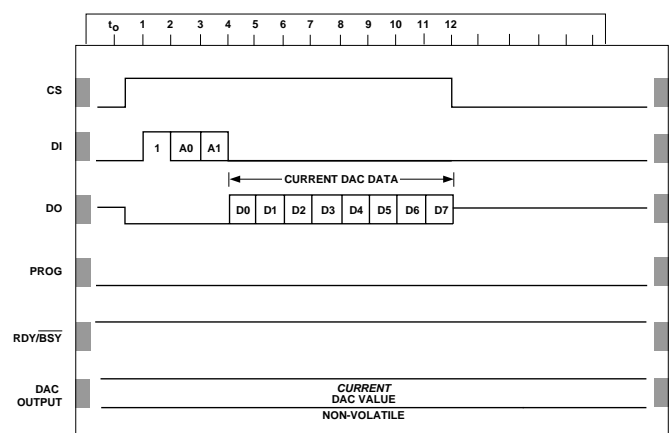 to 1 2 3 4 5 6 7 8 9 10 11 12
CS
DI 1 A0 A1
CURRENT DAC DATA
DO D0 D1 D2 D3 D4 D5 D6 D7
PROG
RDY/BSY
DAC
OUTPUT
CURRENT
DAC VALUE
NON-VOLATILE